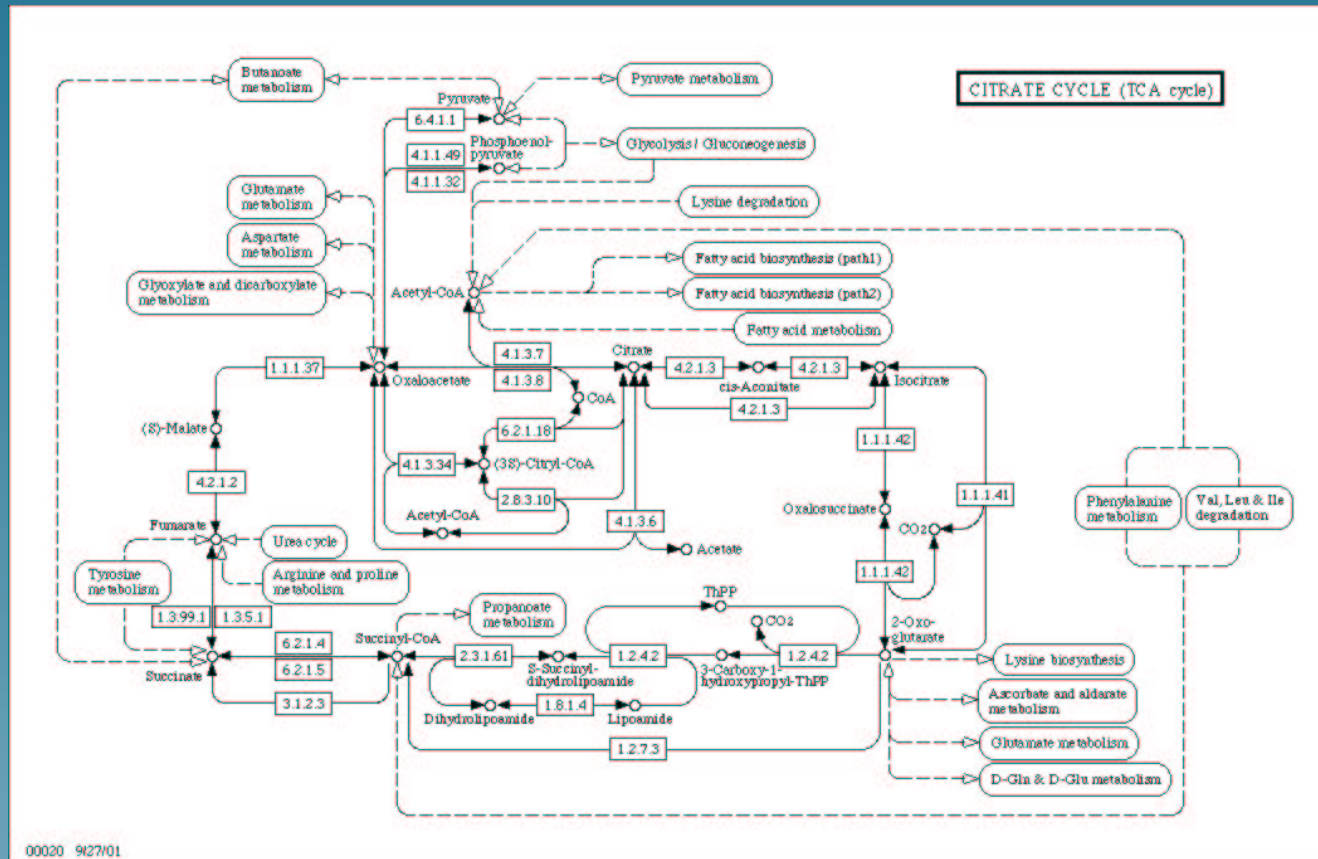 CITRATE CYCLE (TCA cycle)
Butanoate
metabolism
Pyruvate metabolism
Pyruvate
6.4.1.1
Phosphoenol-
pyruvate
Glycolysis / Gluconeogenesis
4.1.1.49
4.1.1.32
Glutamate
metabolism
Lysine degradation
Aspartate
metabolism
Fatty acid biosynthesis (path1)
Glyoxylate and dicarboxylate
metabolism
Acetyl-CoA
Fatty acid biosynthesis (path2)
Fatty acid metabolism
1.1.1.37
Oxaloacetate
4.1.3.7
4.1.3.8
Citrate
4.2.1.3
cis-Aconitate
4.2.1.3
Isocitrate
4.2.1.3
CoA
(S)-Malate
6.2.1.18
1.1.1.42
4.1.3.34
(3S)-Citryl-CoA
4.2.1.2
2.8.3.10
1.1.1.41
Phenylalanine
metabolism
Val, Leu & Ile
degradation
Acetyl-CoA
Oxalosuccinate
CO2
4.1.3.6
Fumarate
Urea cycle
Acetate
Tyrosine
metabolism
Arginine and proline
metabolism
1.1.1.42
ThPP
1.3.99.1
1.3.5.1
Propanoate
metabolism
CO2
2-Oxo-
glutarate
6.2.1.4
6.2.1.5
Succinyl-CoA
2.3.1.61
S-Succinyl-
dihydrolipoamide
1.2.4.2
3-Carboxy-1-
hydroxypropyl-ThPP
1.2.4.2
Lysine biosynthesis
Succinate
3.1.2.3
Dihydrolipoamide
1.8.1.4
Lipoamide
Ascorbate and aldarate
metabolism
1.2.7.3
Glutamate metabolism
D-Gln & D-Glu metabolism
00020 9/27/01